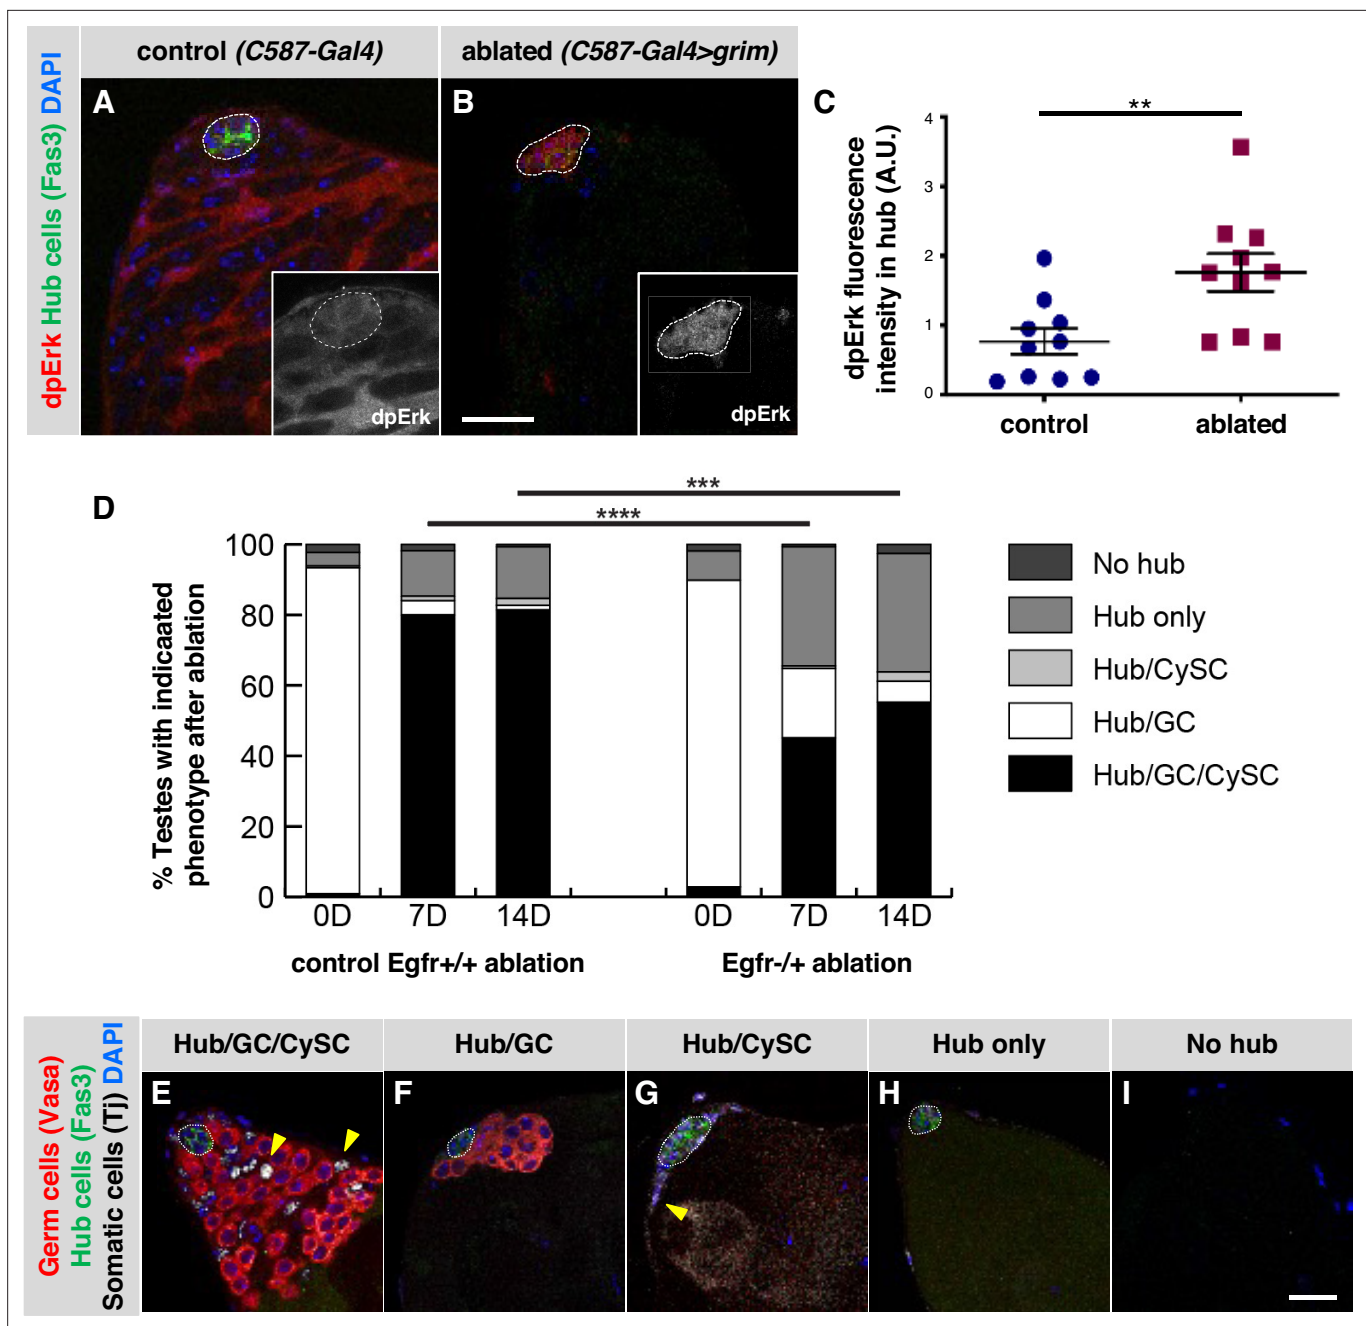 control (C587-Gal4)
ablated (C587-Gal4>grim)
dpErk Hub cells (Fas3) DAPI
A
dpErk
B
dpErk
C
**
dpErk fluorescence
intensity in hub (A.U.)
4
3
2
1
0
control
ablated
D
***
****
% Testes with indicaated
phenotype after ablation
100
80
60
40
20
0
0D
7D
14D
0D
7D
14D
control Egfr+/+ ablation
Egfr-/+ ablation
No hub
Hub only
Hub/CySC
Hub/GC
Hub/GC/CySC
Germ cells (Vasa)
Hub cells (Fas3)
Somatic cells (Tj) DAPI
Hub/GC/CySC
Hub/GC
Hub/CySC
Hub only
No hub
E
F
G
H
I